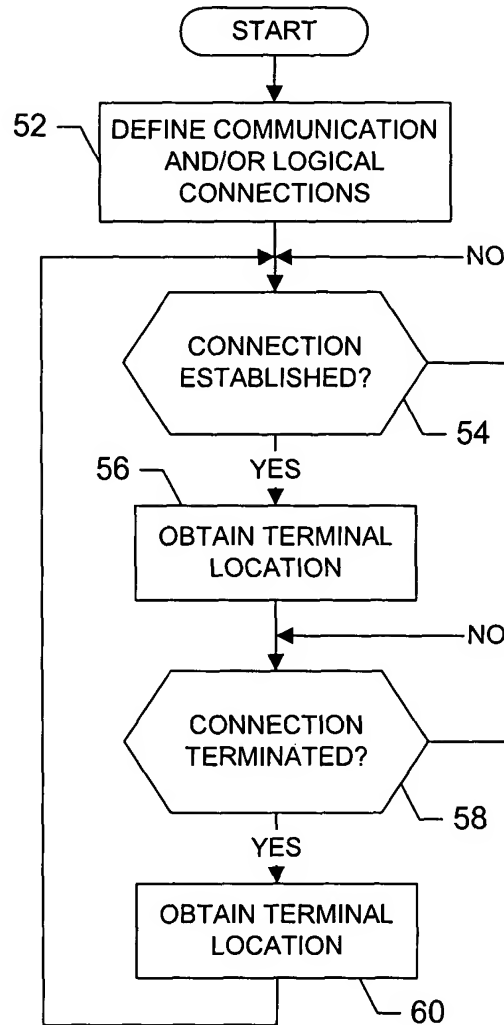 START
52
DEFINE COMMUNICATION
AND/OR LOGICAL
CONNECTIONS
NO
CONNECTION
ESTABLISHED?
54
YES
56
OBTAIN TERMINAL
LOCATION
NO
CONNECTION
TERMINATED?
58
YES
OBTAIN TERMINAL
LOCATION
60